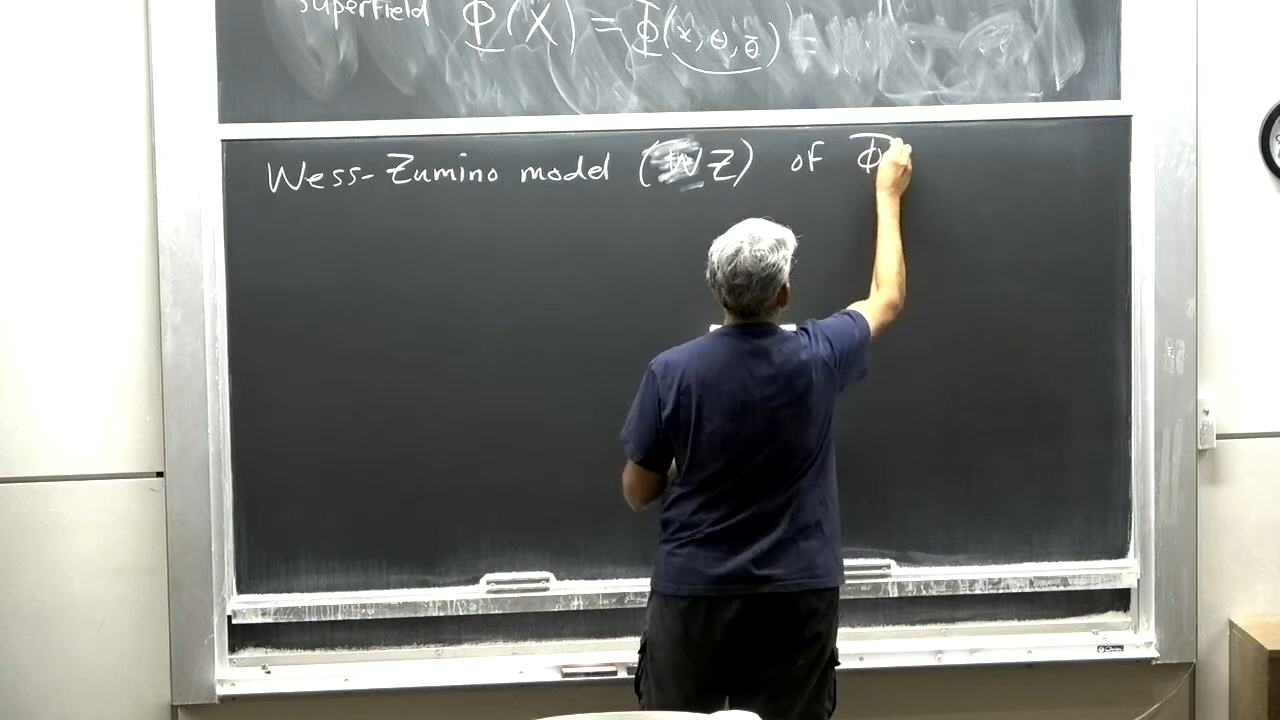 superfield Φ(X) = Φ(x, θ, θ̄) =
Wess-Zumino model (WZ) of Φ